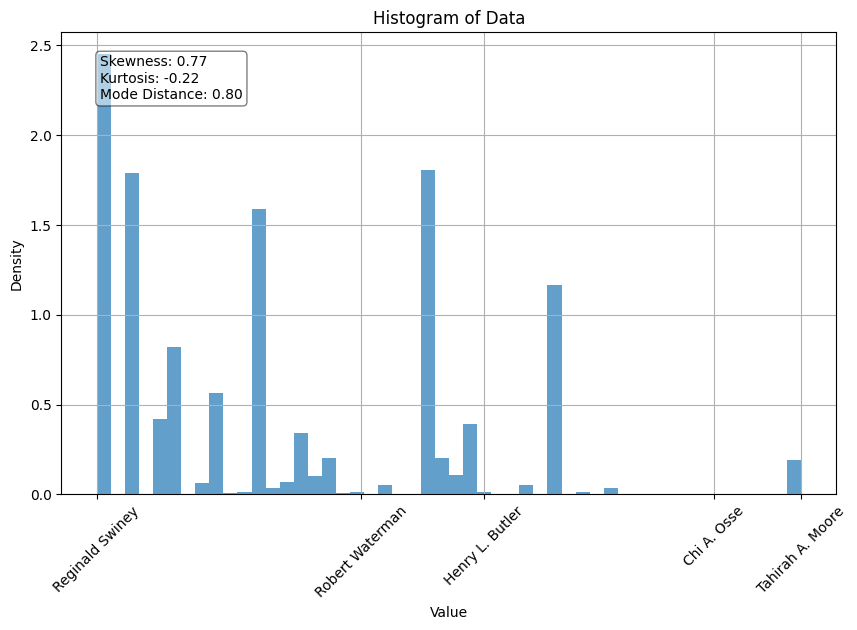 Histogram of Data
Skewness: 0.77
Kurtosis: -0.22
Mode Distance: 0.80
2.5
2.0
1.5
1.0
0.5
0.0
Density
Reginald Swiney
Robert Waterman
Henry L. Butler
Chi A. Osse
Tahirah A. Moore
Value